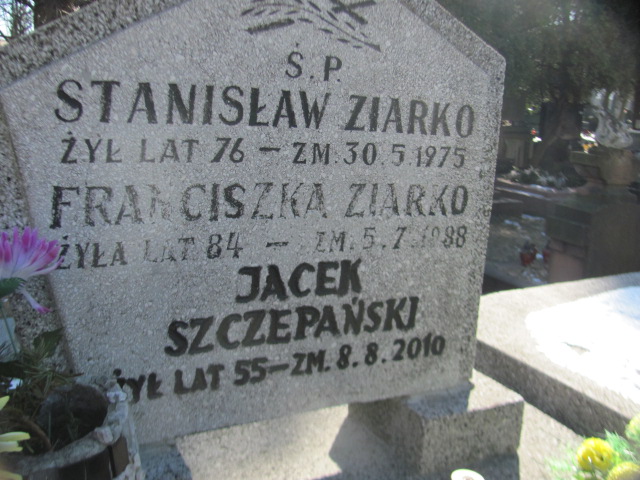 Ś.P.
STANISŁAW ZIARKO
ŻYŁ LAT 76 – ZM. 30.5.1975
FRANCISZKA ZIARKO
ŻYŁA LAT 84 – ZM. 5.7.1988
JACEK
SZCZEPAŃSKI
ŻYŁ LAT 55 – ZM. 8.8.2010